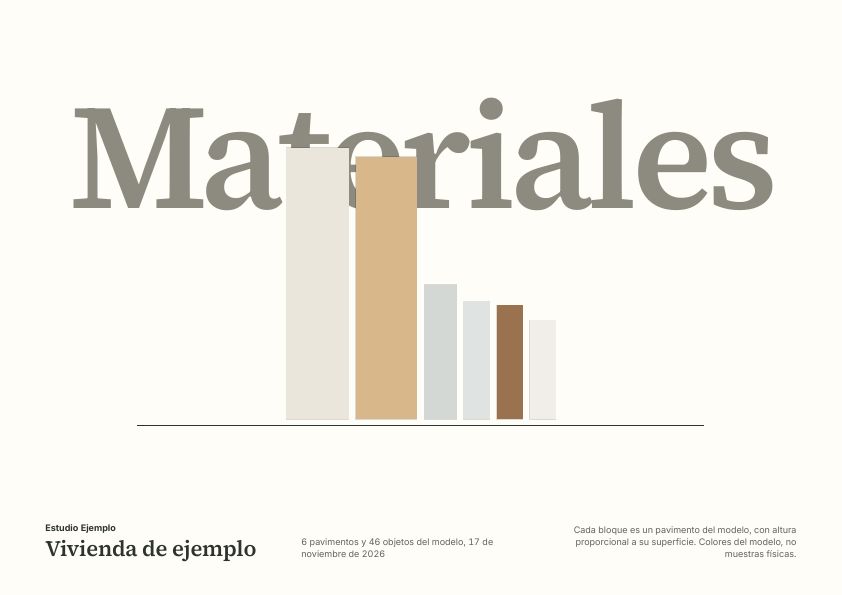 Materiales
Estudio Ejemplo
Vivienda de ejemplo
6 pavimentos y 46 objetos del modelo, 17 de
noviembre de 2026
Cada bloque es un pavimento del modelo, con altura
proporcional a su superficie. Colores del modelo, no
muestras físicas.